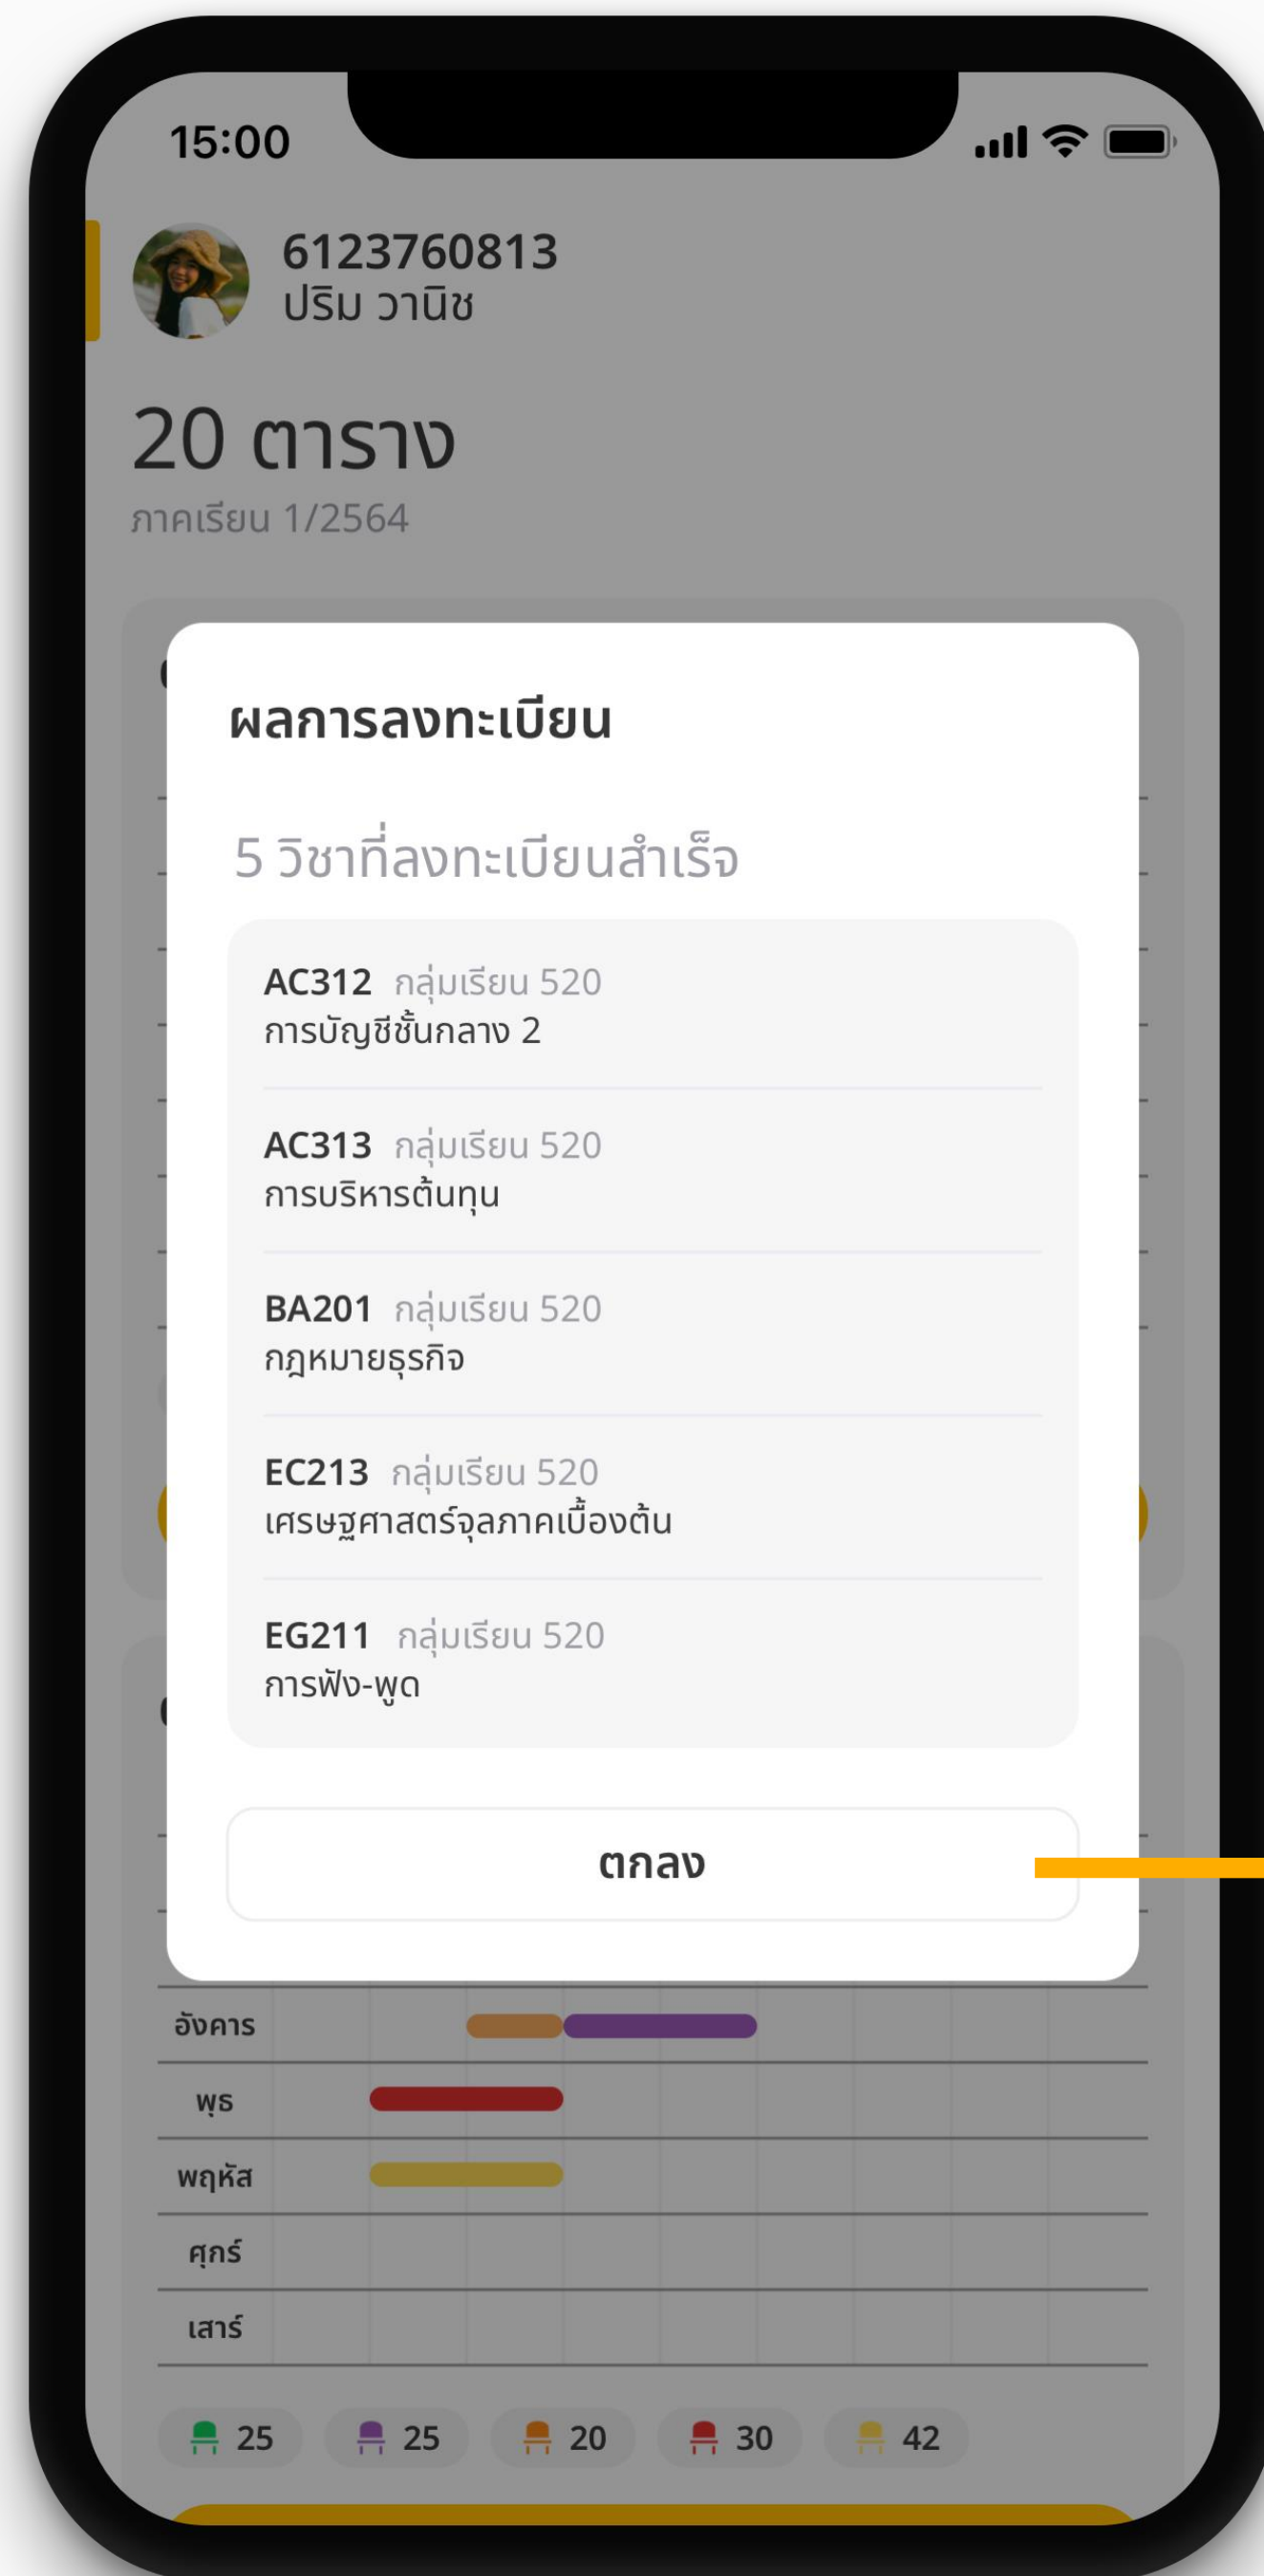 15:00
6123760813
ปริม วานิช
20 ตาราง
ภาคเรียน 1/2564
ผลการลงทะเบียน
5 วิชาที่ลงทะเบียนสำเร็จ
AC312 กลุ่มเรียน 520
การบัญชีชั้นกลาง 2
AC313 กลุ่มเรียน 520
การบริหารต้นทุน
BA201 กลุ่มเรียน 520
กฎหมายธุรกิจ
EC213 กลุ่มเรียน 520
เศรษฐศาสตร์จุลภาคเบื้องต้น
EG211 กลุ่มเรียน 520
การฟัง-พูด
ตกลง
อังคาร
พุธ
พฤหัส
ศุกร์
เสาร์
25 25 20 30 42